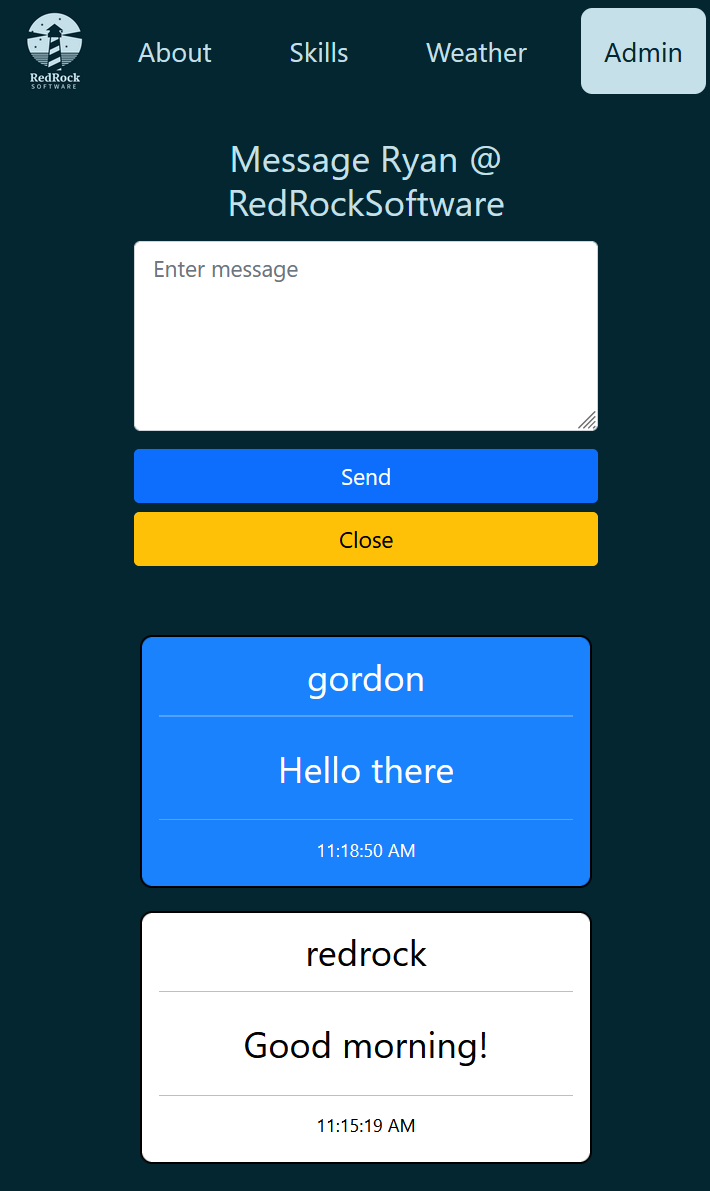 RedRock
SOFTWARE
About
Skills
Weather
Admin
Message Ryan @
RedRockSoftware
Enter message
Send
Close
gordon
Hello there
11:18:50 AM
redrock
Good morning!
11:15:19 AM